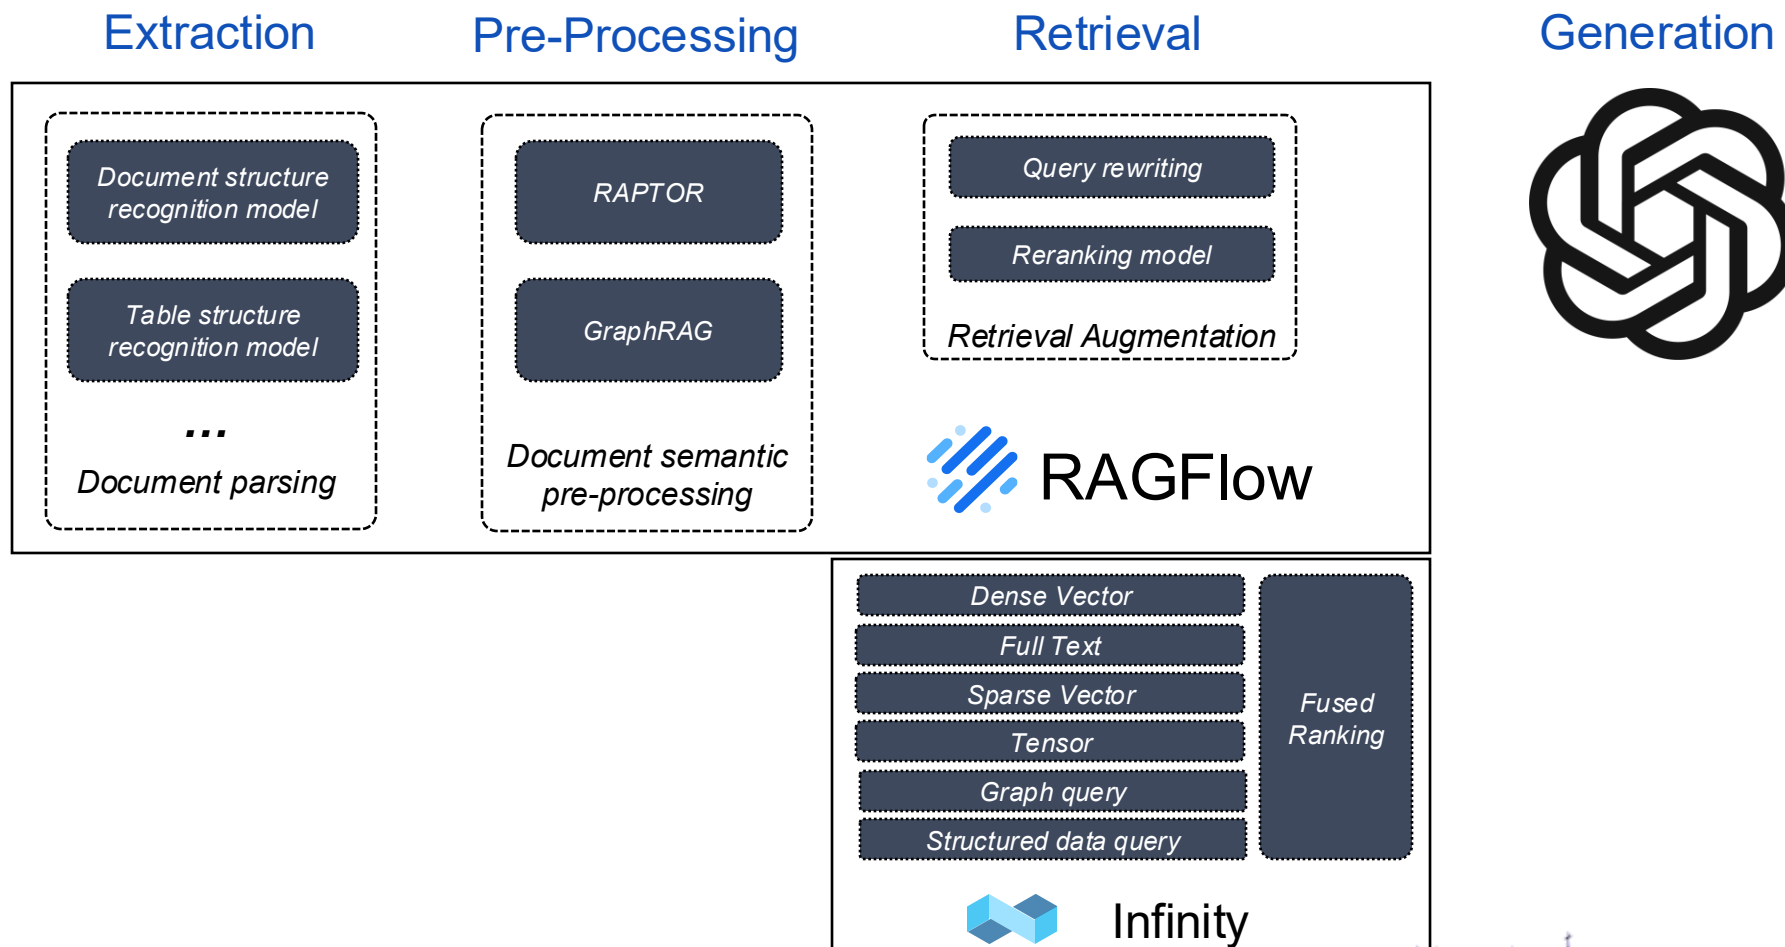 Extraction
Pre-Processing
Retrieval
Generation
Document structure
recognition model
Table structure
recognition model
...
Document parsing
RAPTOR
GraphRAG
Document semantic
pre-processing
Query rewriting
Reranking model
Retrieval Augmentation
RAGFlow
Dense Vector
Full Text
Sparse Vector
Tensor
Graph query
Structured data query
Fused
Ranking
Infinity